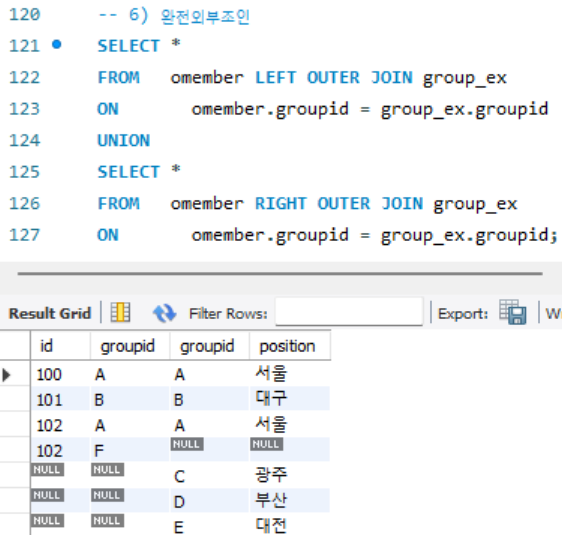 120 -- 6) 완전외부조인
121 SELECT *
122 FROM omember LEFT OUTER JOIN group_ex
123 ON omember.groupid = group_ex.groupid
124 UNION
125 SELECT *
126 FROM omember RIGHT OUTER JOIN group_ex
127 ON omember.groupid = group_ex.groupid;
Result Grid Filter Rows: Export:
id groupid groupid position
100 A A 서울
101 B B 대구
102 A A 서울
102 F NULL NULL
NULL NULL C 광주
NULL NULL D 부산
NULL NULL E 대전